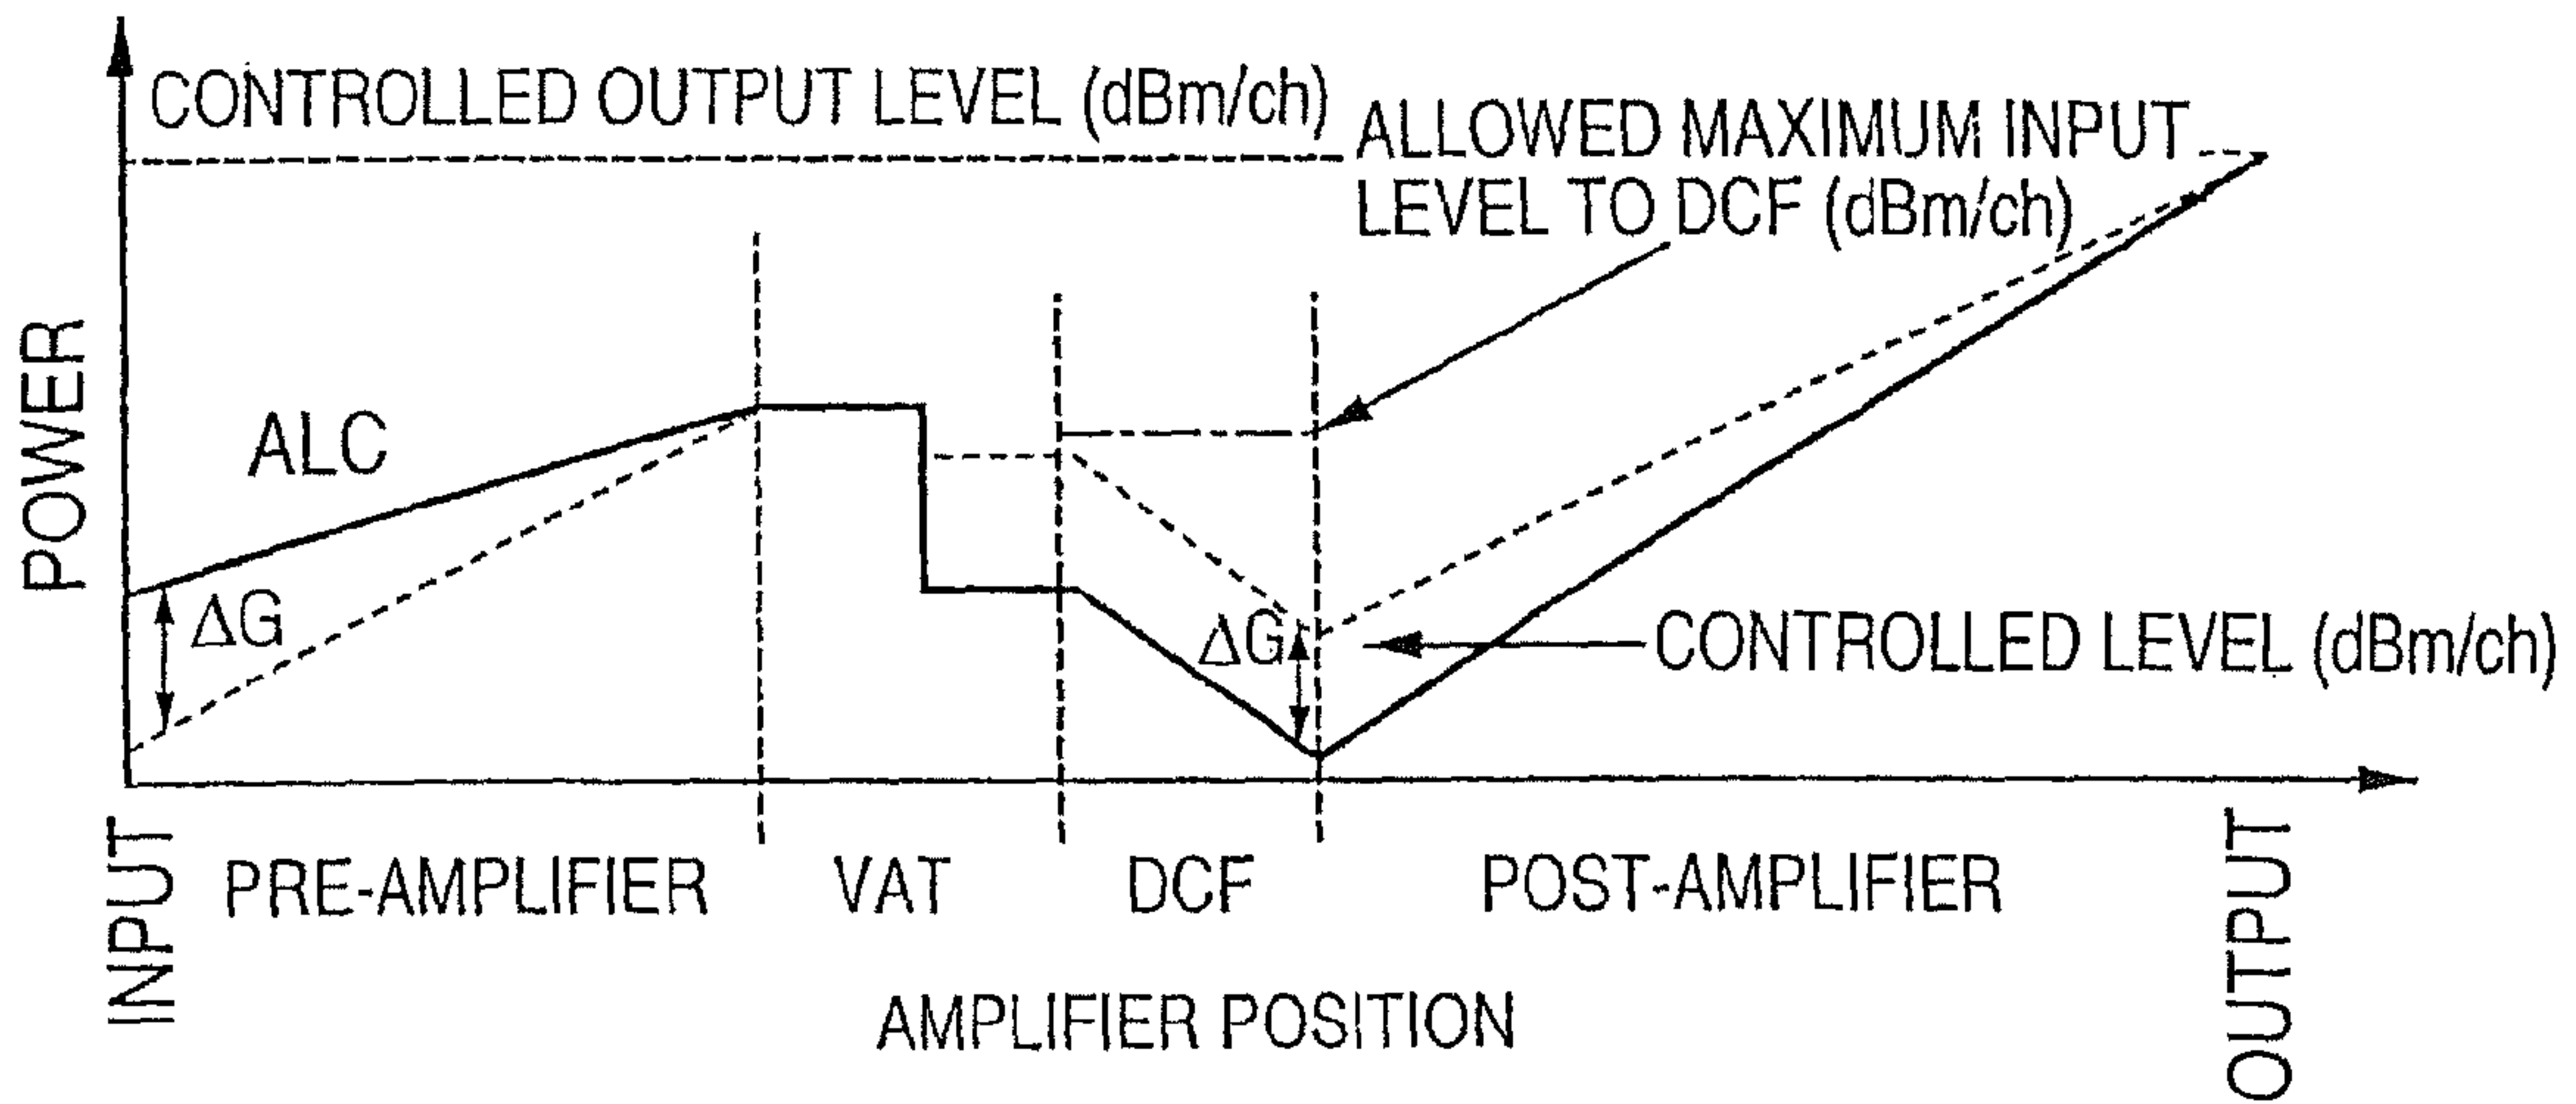 CONTROLLED OUTPUT LEVEL (dBm/ch)
ALLOWED MAXIMUM INPUT
LEVEL TO DCF (dBm/ch)
POWER
ALC
ΔG
ΔG
CONTROLLED LEVEL (dBm/ch)
INPUT
PRE-AMPLIFIER
VAT
DCF
POST-AMPLIFIER
OUTPUT
AMPLIFIER POSITION